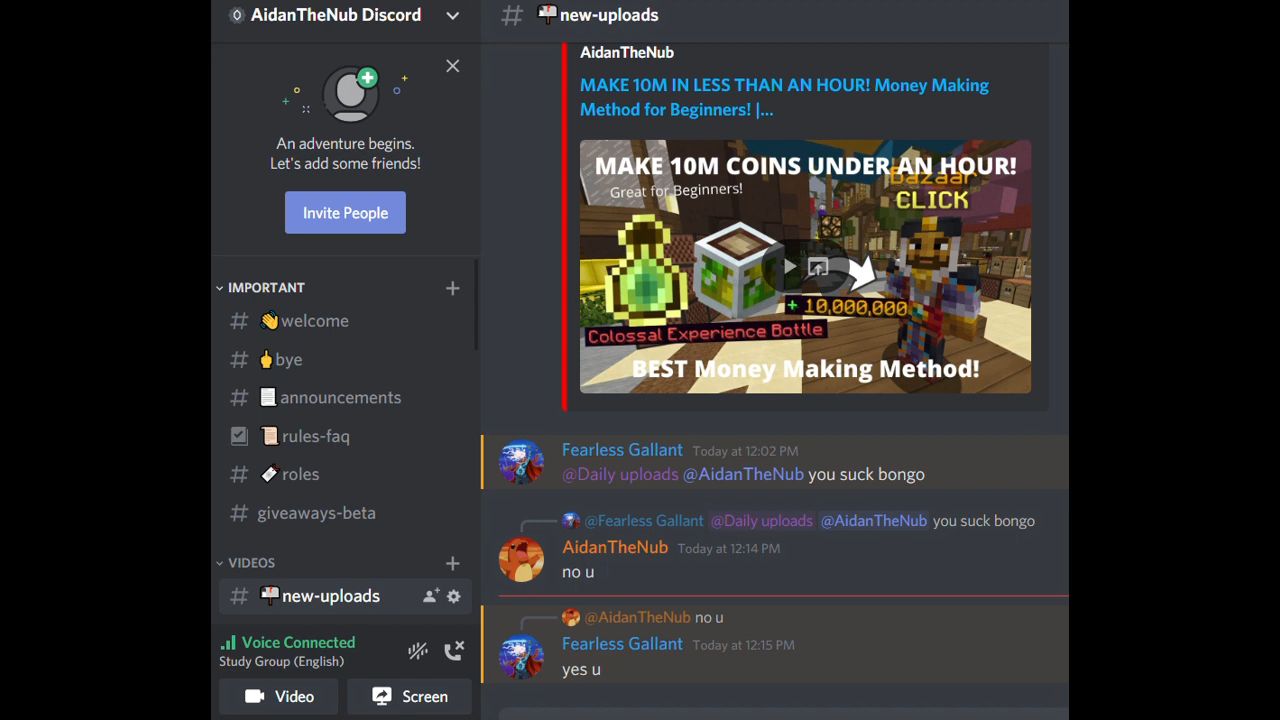 AidanTheNub Discord
An adventure begins.
Let's add some friends!
Invite People
IMPORTANT
welcome
bye
announcements
rules-faq
roles
giveaways-beta
VIDEOS
new-uploads
Voice Connected
Study Group (English)
Video
Screen
new-uploads
AidanTheNub
MAKE 10M IN LESS THAN AN HOUR! Money Making
Method for Beginners! |...
MAKE 10M COINS UNDER AN HOUR!
Great for Beginners!
Bazaar
CLICK
+ 10,000,000
Colossal Experience Bottle
BEST Money Making Method!
Fearless Gallant Today at 12:02 PM
@Daily uploads @AidanTheNub you suck bongo
@Fearless Gallant @Daily uploads @AidanTheNub you suck bongo
AidanTheNub Today at 12:14 PM
no u
@AidanTheNub no u
Fearless Gallant Today at 12:15 PM
yes u